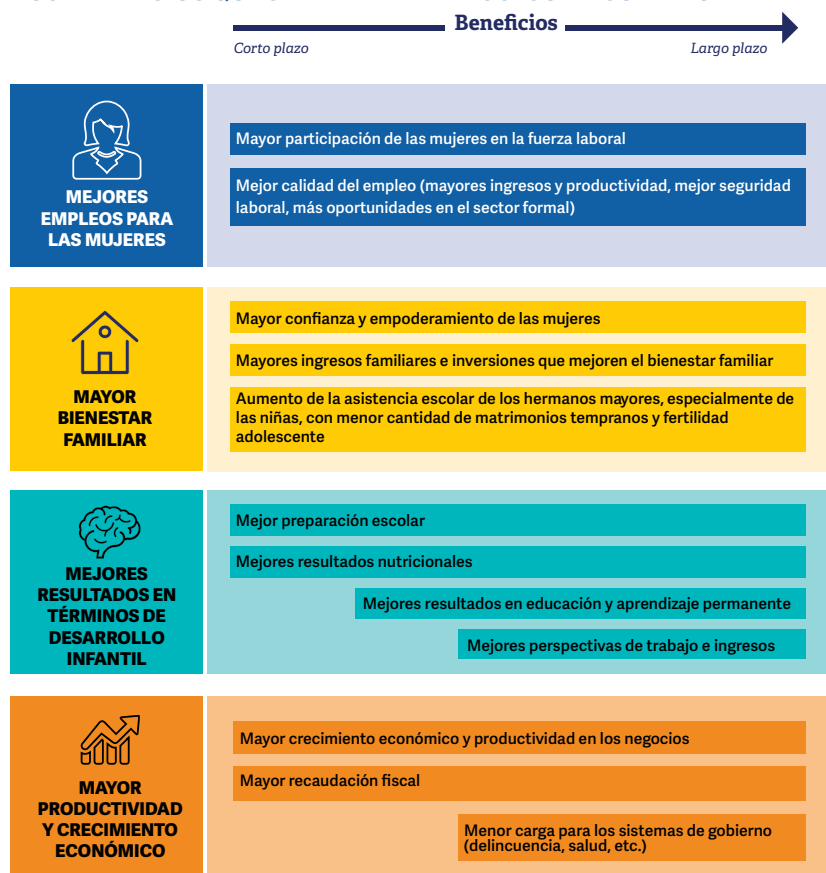 Beneficios
Corto plazo
Largo plazo
MEJORES
EMPLEOS PARA
LAS MUJERES
Mayor participación de las mujeres en la fuerza laboral
Mejor calidad del empleo (mayores ingresos y productividad, mejor seguridad
laboral, más oportunidades en el sector formal)
MAYOR
BIENESTAR
FAMILIAR
Mayor confianza y empoderamiento de las mujeres
Mayores ingresos familiares e inversiones que mejoren el bienestar familiar
Aumento de la asistencia escolar de los hermanos mayores, especialmente de
las niñas, con menor cantidad de matrimonios tempranos y fertilidad
adolescente
MEJORES
RESULTADOS EN
TÉRMINOS DE
DESARROLLO
INFANTIL
Mejor preparación escolar
Mejores resultados nutricionales
Mejores resultados en educación y aprendizaje permanente
Mejores perspectivas de trabajo e ingresos
MAYOR
PRODUCTIVIDAD
Y CRECIMIENTO
ECONÓMICO
Mayor crecimiento económico y productividad en los negocios
Mayor recaudación fiscal
Menor carga para los sistemas de gobierno
(delincuencia, salud, etc.)